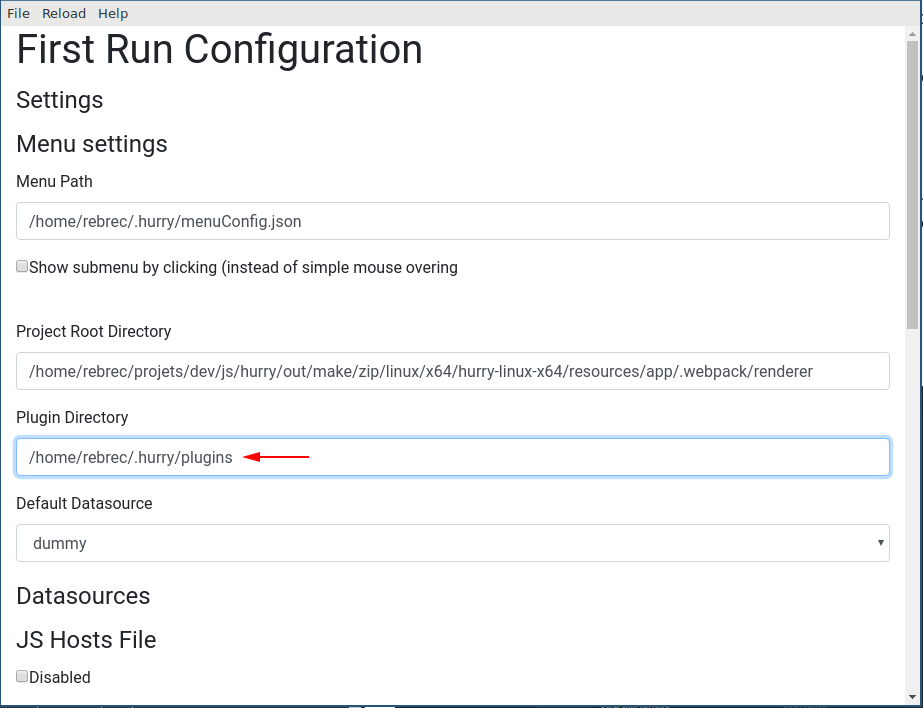 File Reload Help
First Run Configuration
Settings
Menu settings
Menu Path
/home/rebrec/.hurry/menuConfig.json
Show submenu by clicking (instead of simple mouse overing
Project Root Directory
/home/rebrec/projets/dev/js/hurry/out/make/zip/linux/x64/hurry-linux-x64/resources/app/.webpack/renderer
Plugin Directory
/home/rebrec/.hurry/plugins
Default Datasource
dummy
Datasources
JS Hosts File
Disabled